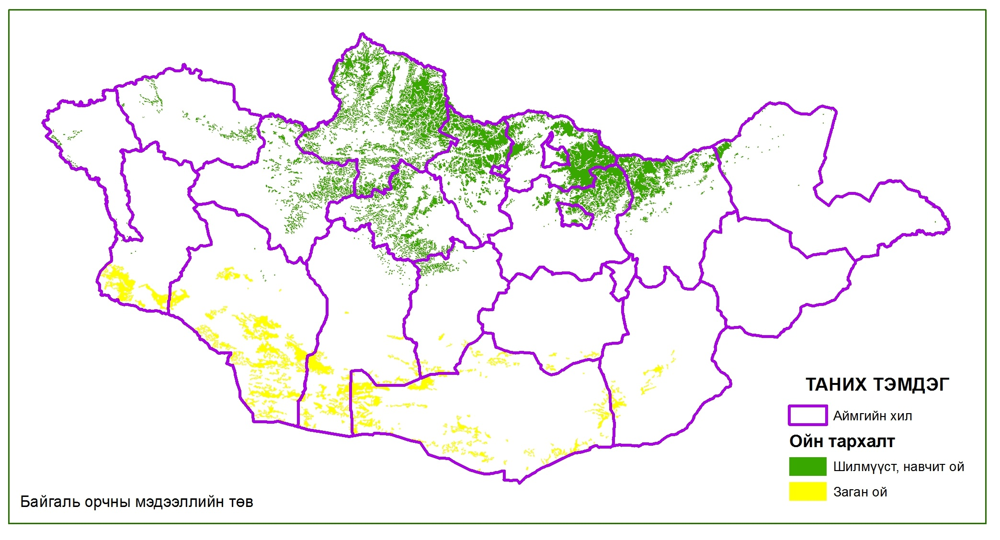 ТАНИХ ТЭМДЭГ
Аймгийн хил
Ойн тархалт
Шилмүүст, навчит ой
Заган ой
Байгаль орчны мэдээллийн төв